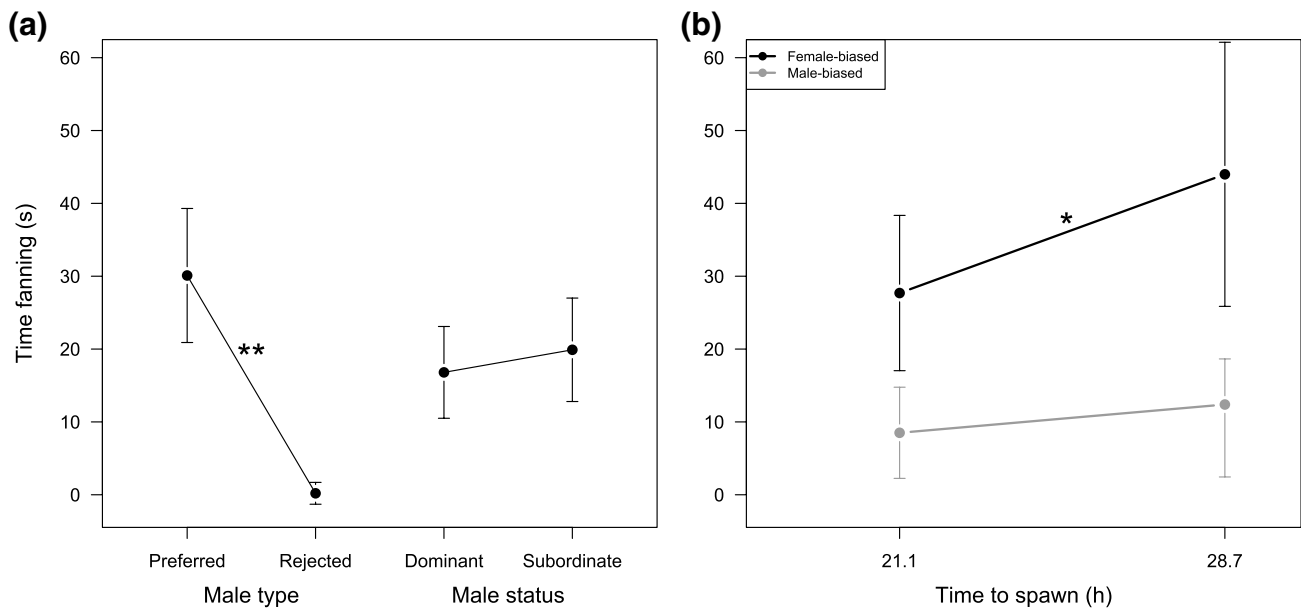 (a)
60
50
40
30
20
10
0
Time fanning (s)
**
Preferred Rejected Dominant Subordinate
Male type Male status
(b)
Female-biased
Male-biased
60
50
40
30
20
10
0
*
21.1 28.7
Time to spawn (h)